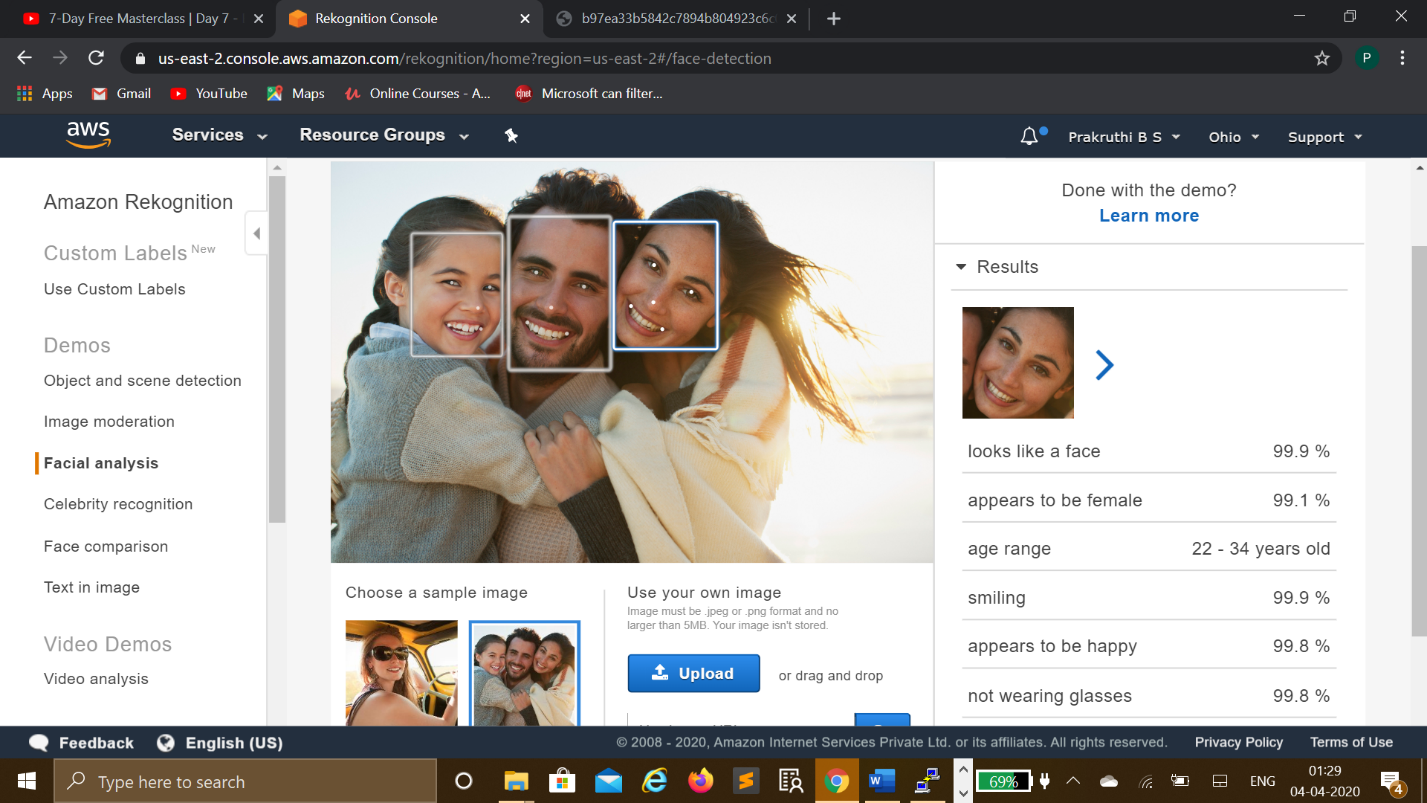 7-Day Free Masterclass | Day 7 -
Rekognition Console
b97ea33b5842c7894b804923c6c
us-east-2.console.aws.amazon.com/rekognition/home?region=us-east-2#/face-detection
P
Apps
Gmail
YouTube
Maps
Online Courses - A...
cnet
Microsoft can filter...
aws
Services
Resource Groups
Prakruthi B S
Ohio
Support
Amazon Rekognition
Custom Labels New
Use Custom Labels
Demos
Object and scene detection
Image moderation
Facial analysis
Celebrity recognition
Face comparison
Text in image
Video Demos
Video analysis
Choose a sample image
Use your own image
Image must be .jpeg or .png format and no
larger than 5MB. Your image isn't stored.
Upload
or drag and drop
Done with the demo?
Learn more
Results
looks like a face 99.9 %
appears to be female 99.1 %
age range 22 - 34 years old
smiling 99.9 %
appears to be happy 99.8 %
not wearing glasses 99.8 %
Feedback
English (US)
© 2008 - 2020, Amazon Internet Services Private Ltd. or its affiliates. All rights reserved.
Privacy Policy
Terms of Use
Type here to search
W
69%
ENG
01:29
04-04-2020
4